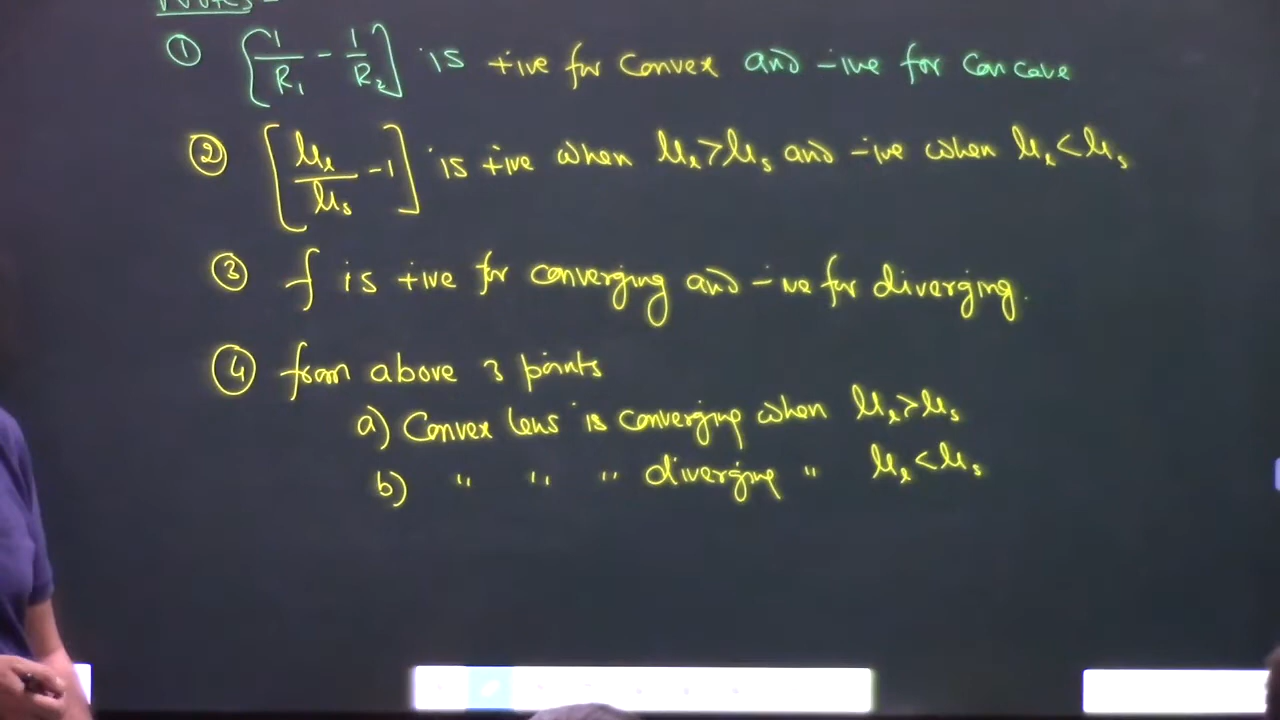 Notes:-
① [1/R₁ - 1/R₂] is +ive for Convex and -ive for Concave
② [μℓ/μs - 1] is +ive when μℓ>μs and -ive when μℓ<μs
③ f is +ive for converging and -ive for diverging.
④ from above 3 points
a) Convex lens is converging when μℓ>μs
b) " " " diverging " μℓ<μs